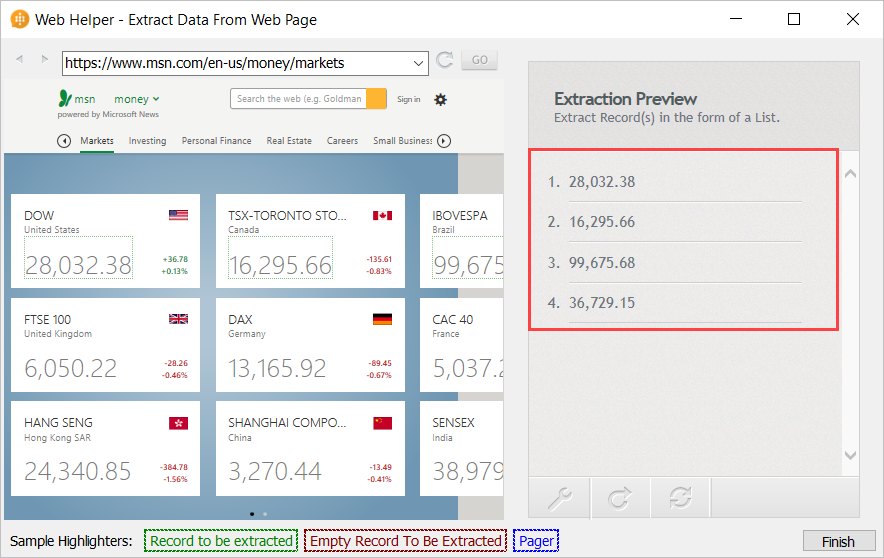 Web Helper - Extract Data From Web Page
https://www.msn.com/en-us/money/markets
GO
msn money
powered by Microsoft News
Search the web (e.g. Goldman
Sign in
Markets Investing Personal Finance Real Estate Careers Small Business
DOW
United States
28,032.38
+36.78
+0.13%
TSX-TORONTO STO...
Canada
16,295.66
-135.61
-0.83%
IBOVESPA
Brazil
99,675
FTSE 100
United Kingdom
6,050.22
-28.26
-0.46%
DAX
Germany
13,165.92
-89.45
-0.67%
CAC 40
France
5,037.2
HANG SENG
Hong Kong SAR
24,340.85
-384.78
-1.56%
SHANGHAI COMPO...
China
3,270.44
-13.49
-0.41%
SENSEX
India
38,979
Extraction Preview
Extract Record(s) in the form of a List.
1. 28,032.38
2. 16,295.66
3. 99,675.68
4. 36,729.15
Sample Highlighters: Record to be extracted Empty Record To Be Extracted Pager
Finish